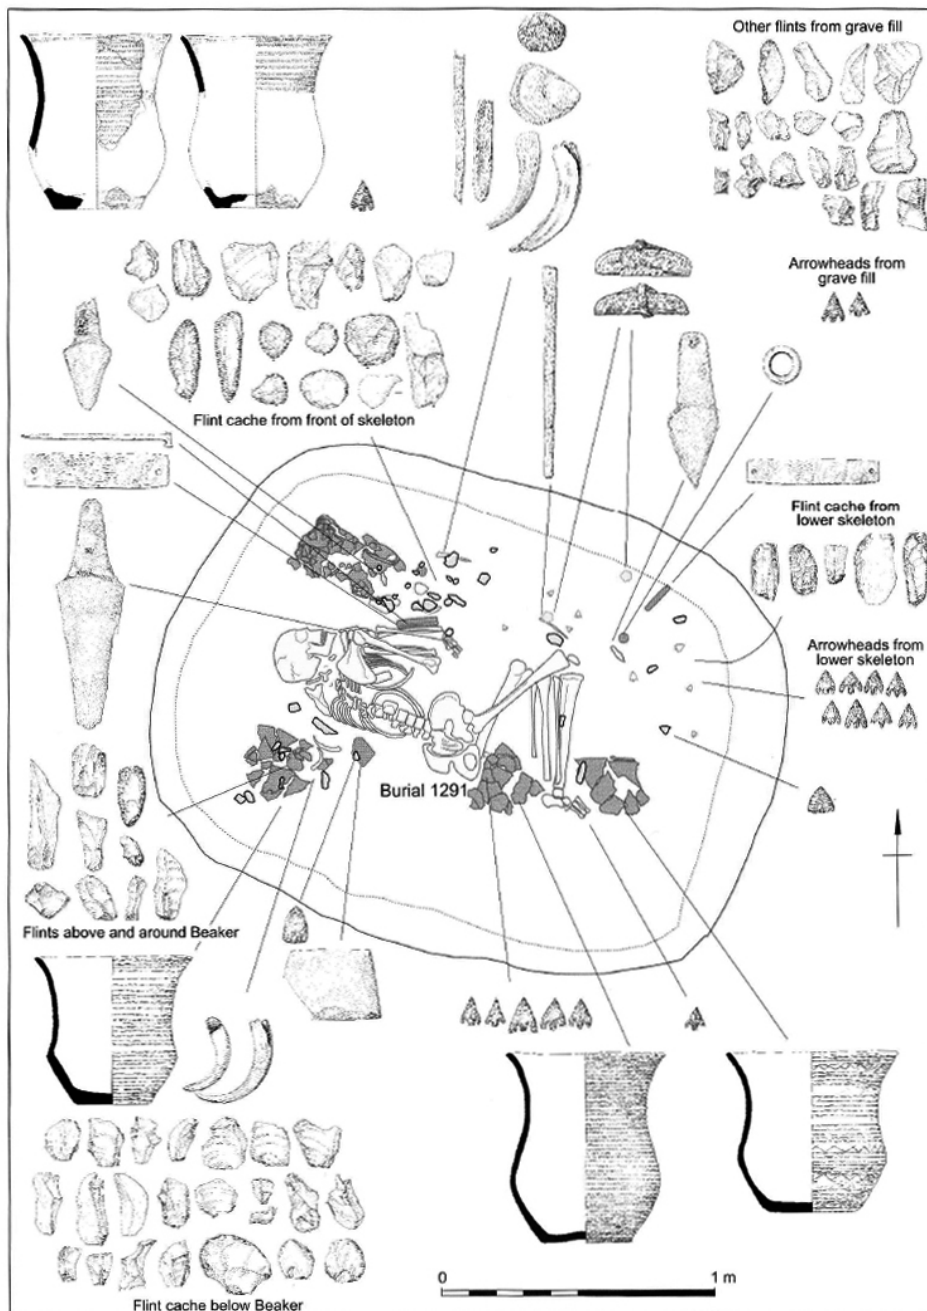 Other flints from grave fill
Arrowheads from
grave fill
Flint cache from front of skeleton
Flint cache from
lower skeleton
Arrowheads from
lower skeleton
Burial 1291
Flints above and around Beaker
Flint cache below Beaker
0 1 m